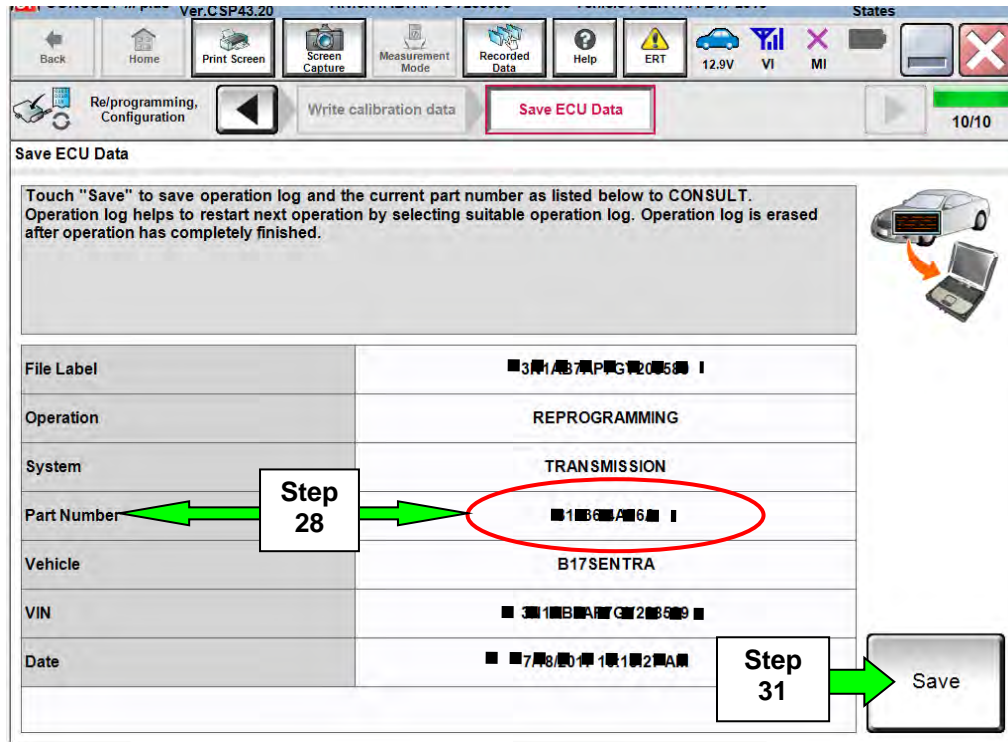 Ver.CSP43.20
States
Back
Home
Print Screen
Screen
Capture
Measurement
Mode
Recorded
Data
Help
ERT
12.9V
VI
MI
Re/programming,
Configuration
Write calibration data
Save ECU Data
10/10
Save ECU Data
Touch "Save" to save operation log and the current part number as listed below to CONSULT.
Operation log helps to restart next operation by selecting suitable operation log. Operation log is erased
after operation has completely finished.
File Label
Operation
REPROGRAMMING
System
TRANSMISSION
Step
28
Part Number
Vehicle
B17SENTRA
VIN
Date
Step
31
Save